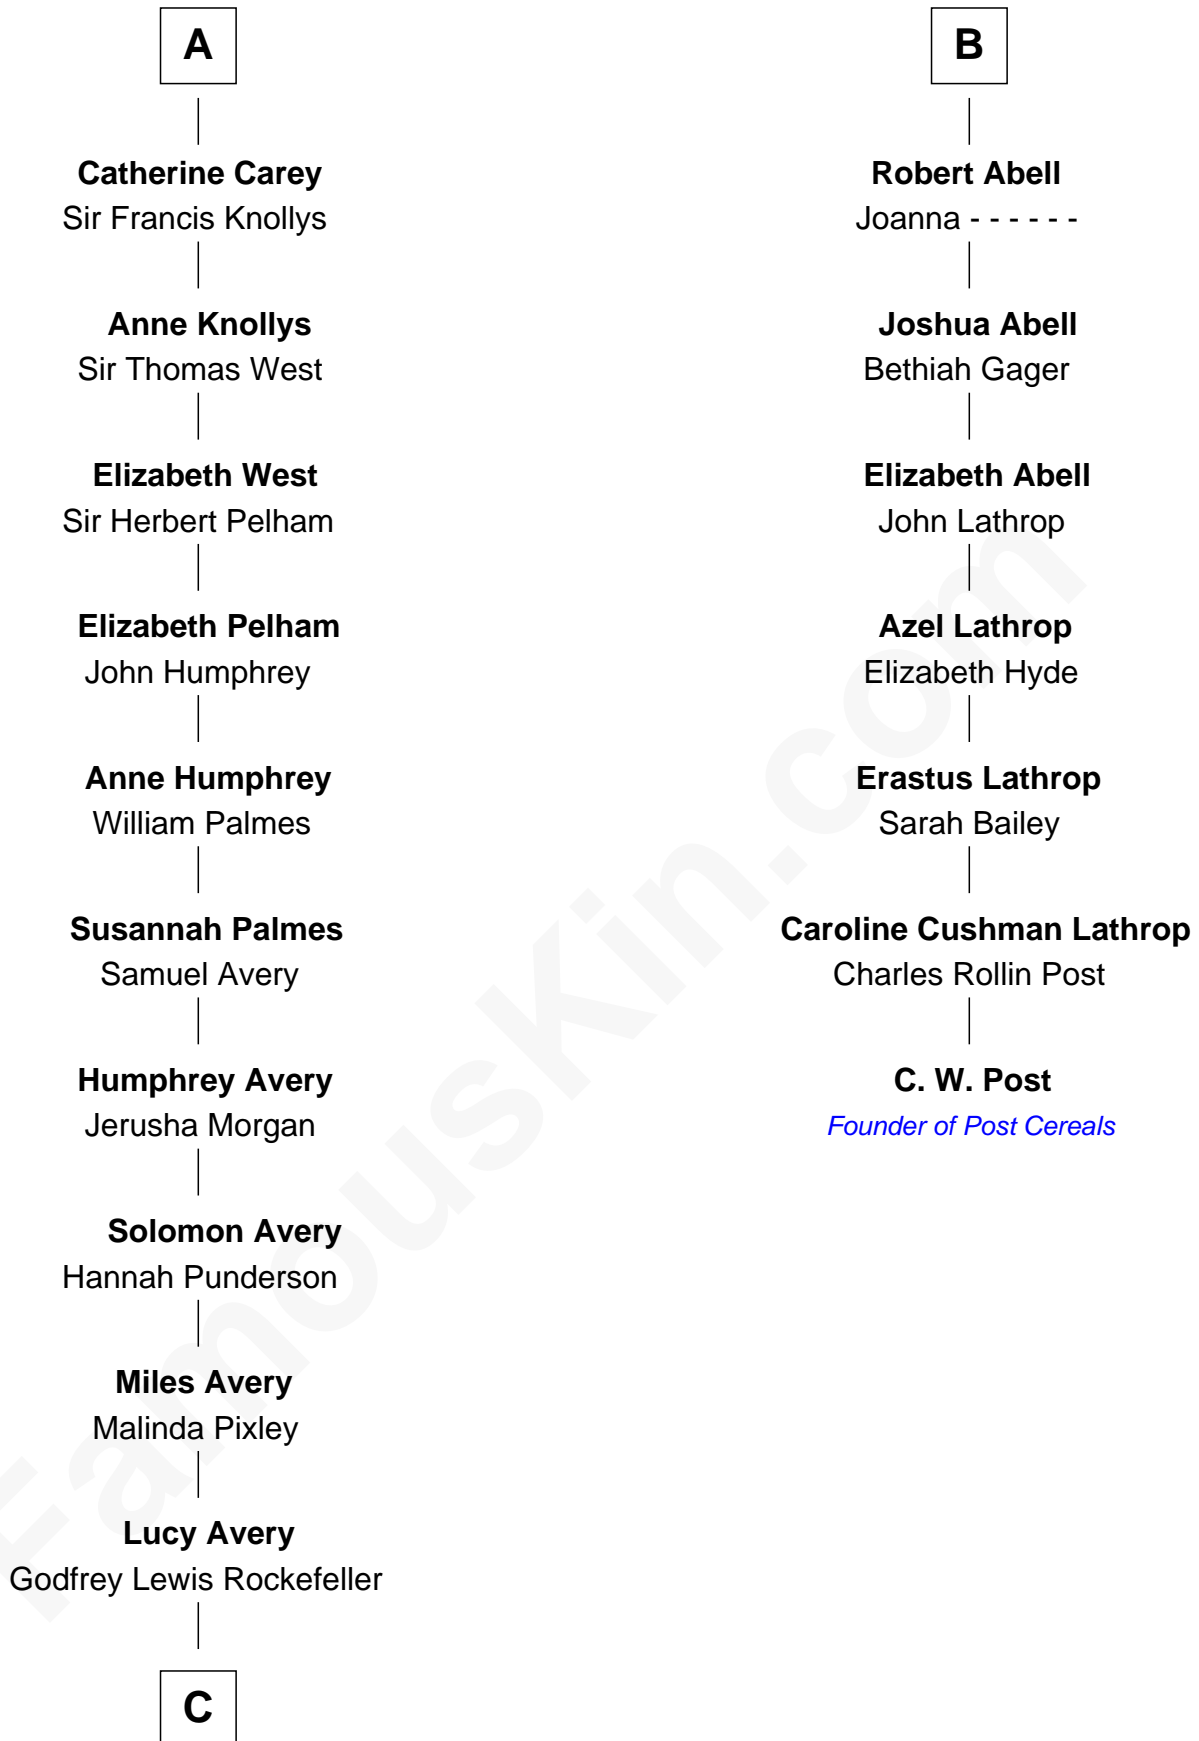 A
Catherine Carey
Sir Francis Knollys
Anne Knollys
Sir Thomas West
Elizabeth West
Sir Herbert Pelham
Elizabeth Pelham
John Humphrey
Anne Humphrey
William Palmes
Susannah Palmes
Samuel Avery
Humphrey Avery
Jerusha Morgan
Solomon Avery
Hannah Punderson
Miles Avery
Malinda Pixley
Lucy Avery
Godfrey Lewis Rockefeller
C
B
Robert Abell
Joanna - - - - - -
Joshua Abell
Bethiah Gager
Elizabeth Abell
John Lathrop
Azel Lathrop
Elizabeth Hyde
Erastus Lathrop
Sarah Bailey
Caroline Cushman Lathrop
Charles Rollin Post
C. W. Post
Founder of Post Cereals
FamousKin.com